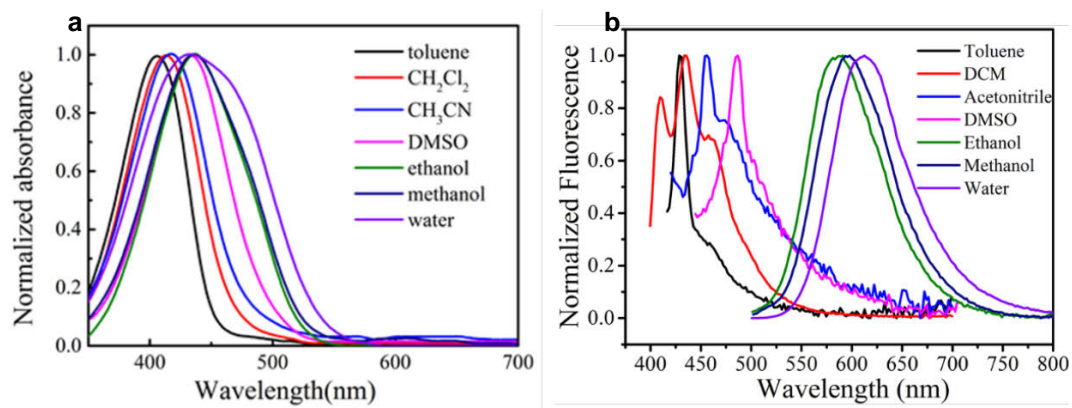 a
toluene
CH₂Cl₂
CH₃CN
DMSO
ethanol
methanol
water
Normalized absorbance
1.0
0.8
0.6
0.4
0.2
0.0
400 500 600 700
Wavelength(nm)
b
Toluene
DCM
Acetonitrile
DMSO
Ethanol
Methanol
Water
Normalized Fluorescence
1.0
0.8
0.6
0.4
0.2
0.0
400 450 500 550 600 650 700 750 800
Wavelength (nm)